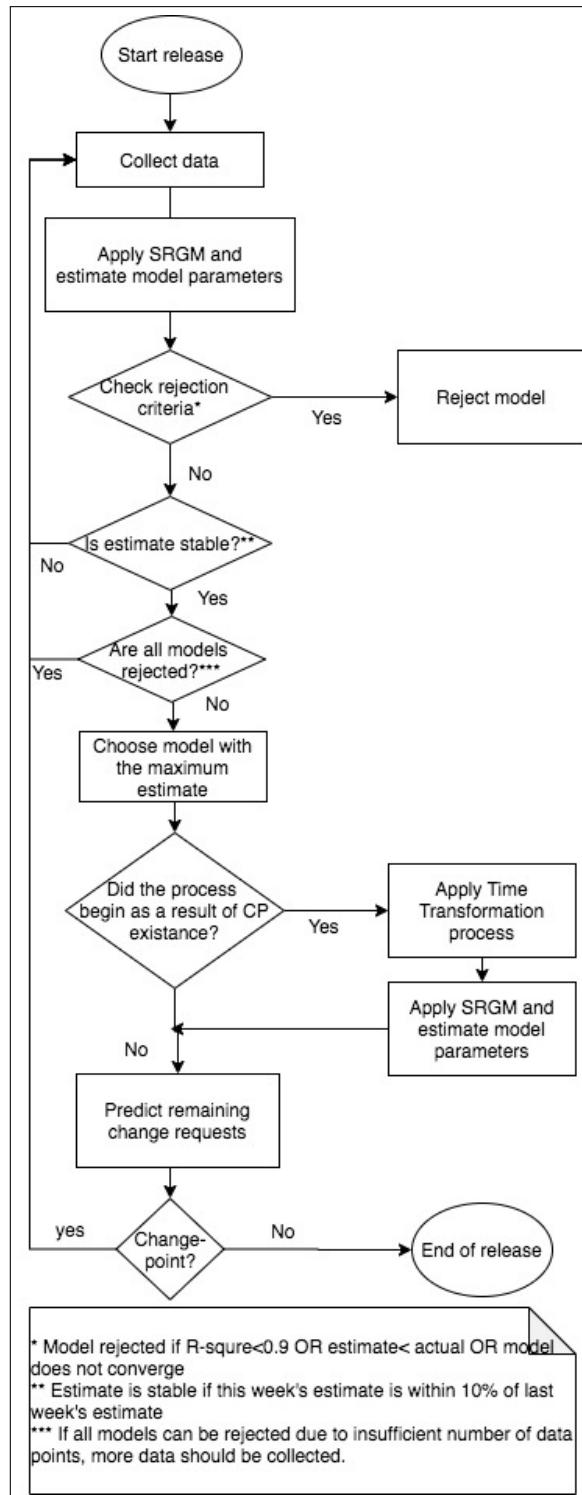 Start release
Collect data
Apply SRGM and
estimate model parameters
Check rejection
criteria*
Yes
Reject model
No
Is estimate stable?**
No
Yes
Are all models
rejected?***
Yes
No
Choose model with
the maximum
estimate
Did the process
begin as a result of CP
existance?
Yes
Apply Time
Transformation
process
Apply SRGM and
estimate model
parameters
No
Predict remaining
change requests
yes
Change-
point?
No
End of release
* Model rejected if R-squre<0.9 OR estimate< actual OR model
does not converge
** Estimate is stable if this week's estimate is within 10% of last
week's estimate
*** If all models can be rejected due to insufficient number of data
points, more data should be collected.